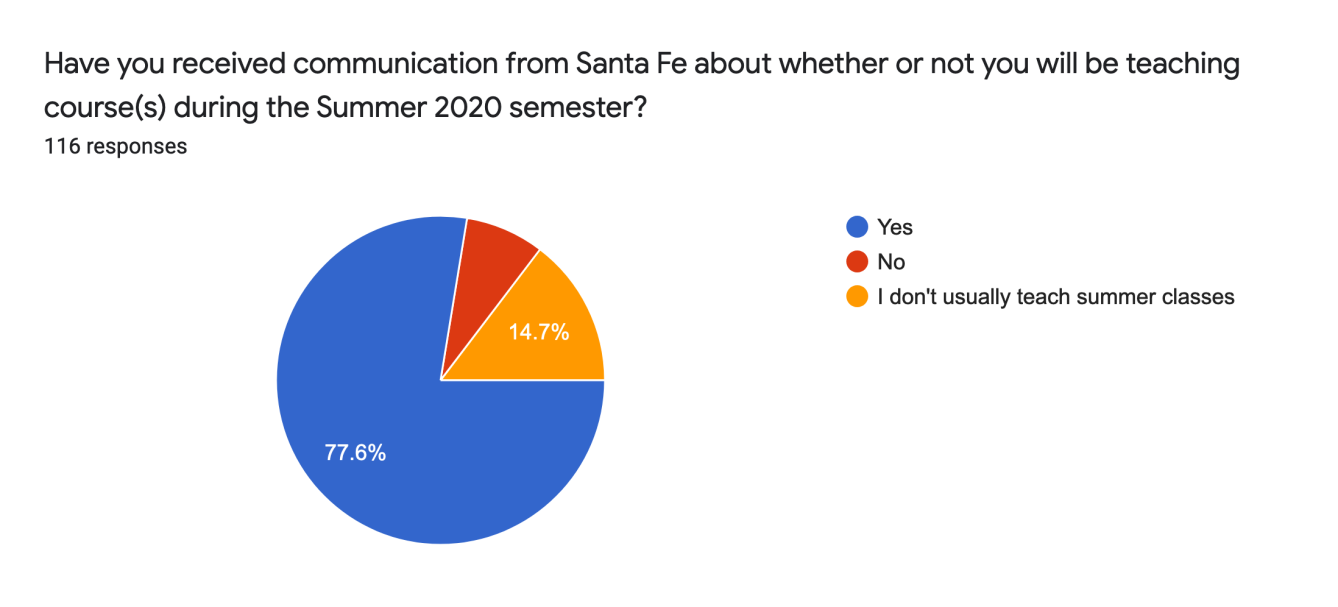 Have you received communication from Santa Fe about whether or not you will be teaching
course(s) during the Summer 2020 semester?
116 responses
Yes
No
I don't usually teach summer classes
14.7%
77.6%